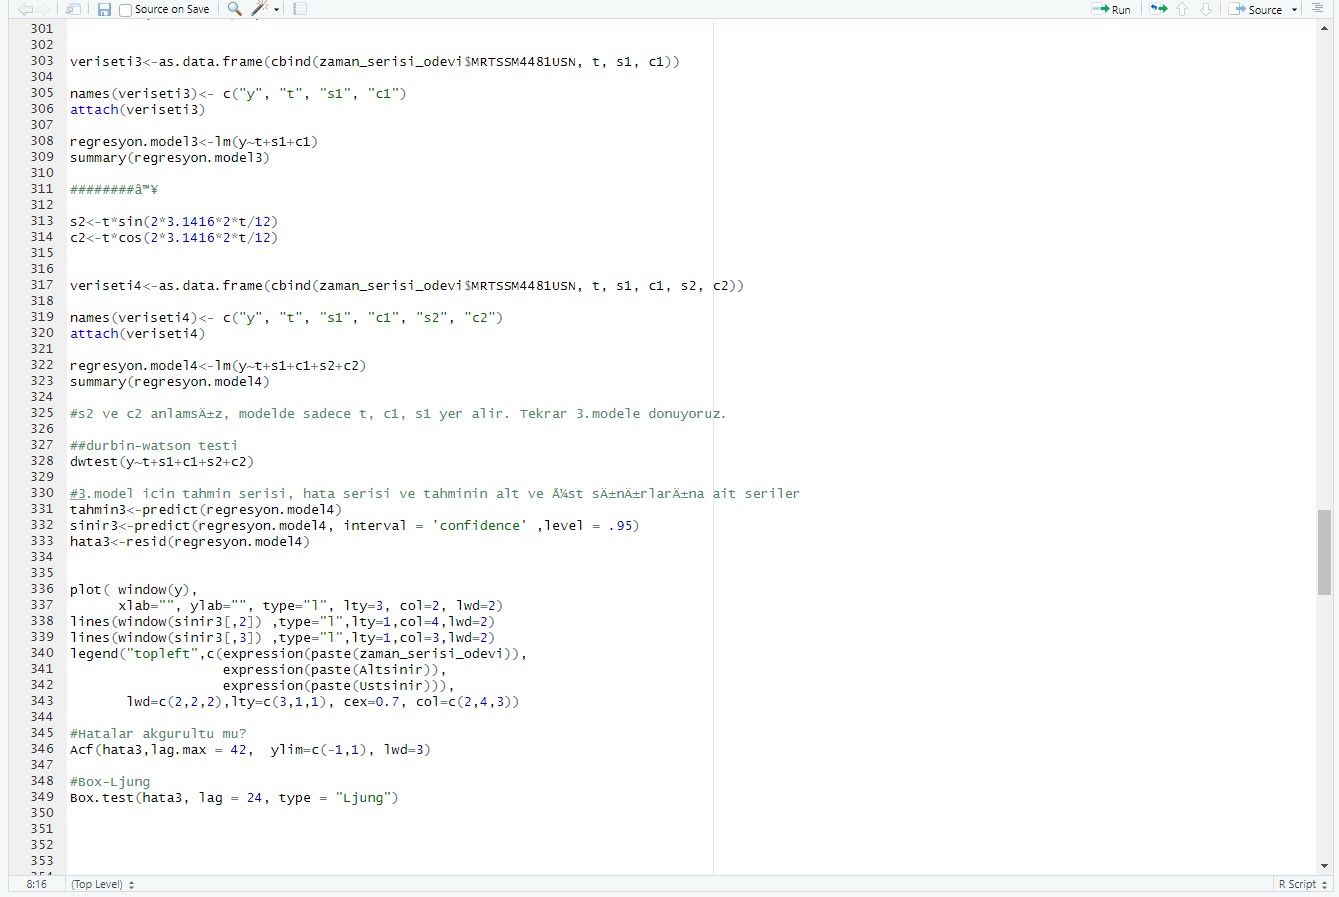 Source on Save
Run
Source
301
302
303 veriseti3<-as.data.frame(cbind(zaman_serisi_odevi$MRTSSM4481USN, t, s1, c1))
304
305 names(veriseti3)<- c("y", "t", "s1", "c1")
306 attach(veriseti3)
307
308 regresyon.model3<-lm(y~t+s1+c1)
309 summary(regresyon.model3)
310
311 ########â™¥
312
313 s2<-t*sin(2*3.1416*2*t/12)
314 c2<-t*cos(2*3.1416*2*t/12)
315
316
317 veriseti4<-as.data.frame(cbind(zaman_serisi_odevi$MRTSSM4481USN, t, s1, c1, s2, c2))
318
319 names(veriseti4)<- c("y", "t", "s1", "c1", "s2", "c2")
320 attach(veriseti4)
321
322 regresyon.model4<-lm(y~t+s1+c1+s2+c2)
323 summary(regresyon.model4)
324
325 #s2 ve c2 anlamsÄ±z, modelde sadece t, c1, s1 yer alir. Tekrar 3.modele donuyoruz.
326
327 ##durbin-watson testi
328 dwtest(y~t+s1+c1+s2+c2)
329
330 #3.model icin tahmin serisi, hata serisi ve tahminin alt ve Ã¼st sÄ±nÄ±rlarÄ±na ait seriler
331 tahmin3<-predict(regresyon.model4)
332 sinir3<-predict(regresyon.model4, interval = 'confidence' ,level = .95)
333 hata3<-resid(regresyon.model4)
334
335
336 plot( window(y),
337 xlab="", ylab="", type="l", lty=3, col=2, lwd=2)
338 lines(window(sinir3[,2]) ,type="l",lty=1,col=4,lwd=2)
339 lines(window(sinir3[,3]) ,type="l",lty=1,col=3,lwd=2)
340 legend("topleft",c(expression(paste(zaman_serisi_odevi)),
341 expression(paste(Altsinir)),
342 expression(paste(Ustsinir))),
343 lwd=c(2,2,2),lty=c(3,1,1), cex=0.7, col=c(2,4,3))
344
345 #Hatalar akgurultu mu?
346 Acf(hata3,lag.max = 42,  ylim=c(-1,1), lwd=3)
347
348 #Box-Ljung
349 Box.test(hata3, lag = 24, type = "Ljung")
350
351
352
353
8:16 (Top Level) R Script